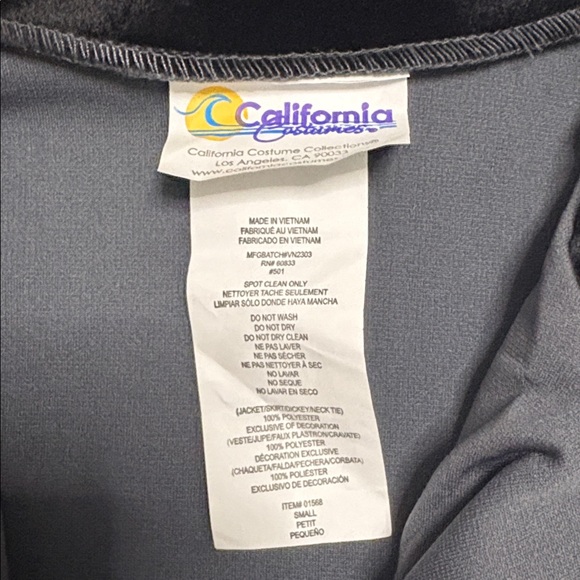 California
Costumes
California Costume Collections
Los Angeles, CA 90033
www.californiacostumes
MADE IN VIETNAM
FABRIQUÉ AU VIETNAM
FABRICADO EN VIETNAM
MFGBATCH#VN2303
RN# 60833
#501
SPOT CLEAN ONLY
NETTOYER TACHE SEULEMENT
LIMPIAR SÓLO DONDE HAYA MANCHA
DO NOT WASH
DO NOT DRY
DO NOT DRY CLEAN
NE PAS LAVER
NE PAS SÉCHER
NE PAS NETTOYER À SEC
NO LAVAR
NO SEQUE
NO LAVAR EN SECO
(JACKET/SKIRT/DICKEY/NECK TIE)
100% POLYESTER
EXCLUSIVE OF DECORATION
(VESTE/JUPE/FAUX PLASTRON/CRAVATE)
100% POLYESTER
DÉCORATION EXCLUSIVE
(CHAQUETA/FALDA/PECHERA/CORBATA)
100% POLIÉSTER
EXCLUSIVO DE DECORACIÓN
ITEM# 01568
SMALL
PETIT
PEQUEÑO